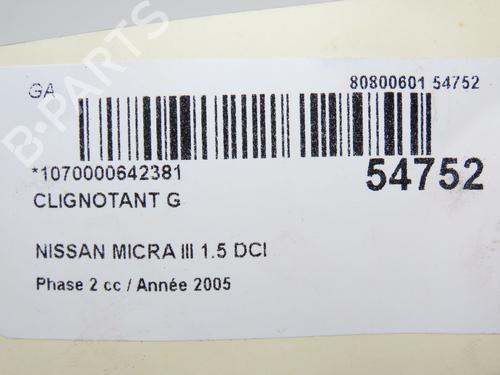 GA
80800601 54752
*1070000642381
54752
CLIGNOTANT G
NISSAN MICRA III 1.5 DCI
Phase 2 cc / Année 2005
B-PARTS